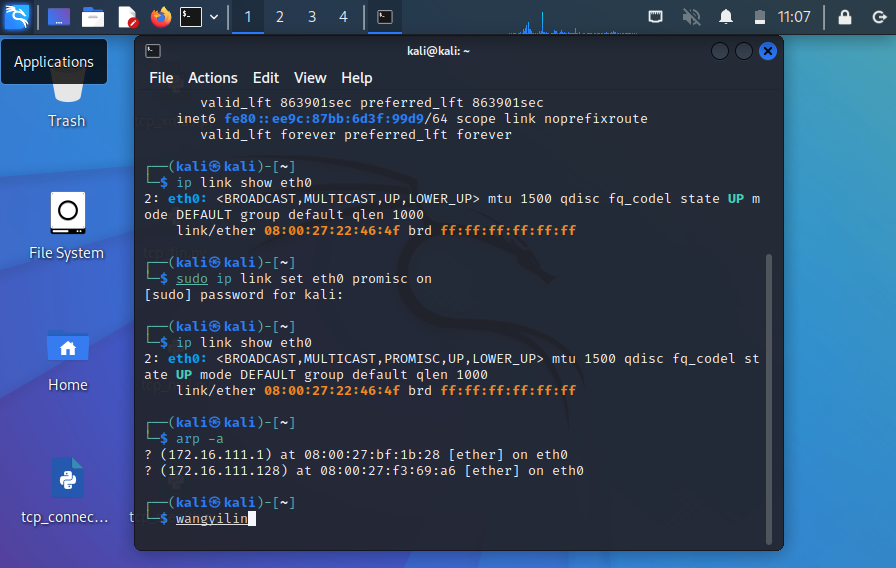 1 2 3 4 11:07
Applications
kali@kali: ~
File Actions Edit View Help
valid_lft 863901sec preferred_lft 863901sec
inet6 fe80::ee9c:87bb:6d3f:99d9/64 scope link noprefixroute
valid_lft forever preferred_lft forever
┌──(kali㉿kali)-[~]
└─$ ip link show eth0
2: eth0: <BROADCAST,MULTICAST,UP,LOWER_UP> mtu 1500 qdisc fq_codel state UP m
ode DEFAULT group default qlen 1000
link/ether 08:00:27:22:46:4f brd ff:ff:ff:ff:ff:ff
┌──(kali㉿kali)-[~]
└─$ sudo ip link set eth0 promisc on
[sudo] password for kali:
┌──(kali㉿kali)-[~]
└─$ ip link show eth0
2: eth0: <BROADCAST,MULTICAST,PROMISC,UP,LOWER_UP> mtu 1500 qdisc fq_codel st
ate UP mode DEFAULT group default qlen 1000
link/ether 08:00:27:22:46:4f brd ff:ff:ff:ff:ff:ff
┌──(kali㉿kali)-[~]
└─$ arp -a
? (172.16.111.1) at 08:00:27:bf:1b:28 [ether] on eth0
? (172.16.111.128) at 08:00:27:f3:69:a6 [ether] on eth0
┌──(kali㉿kali)-[~]
└─$ wangyilin
Trash
File System
Home
tcp_connec...